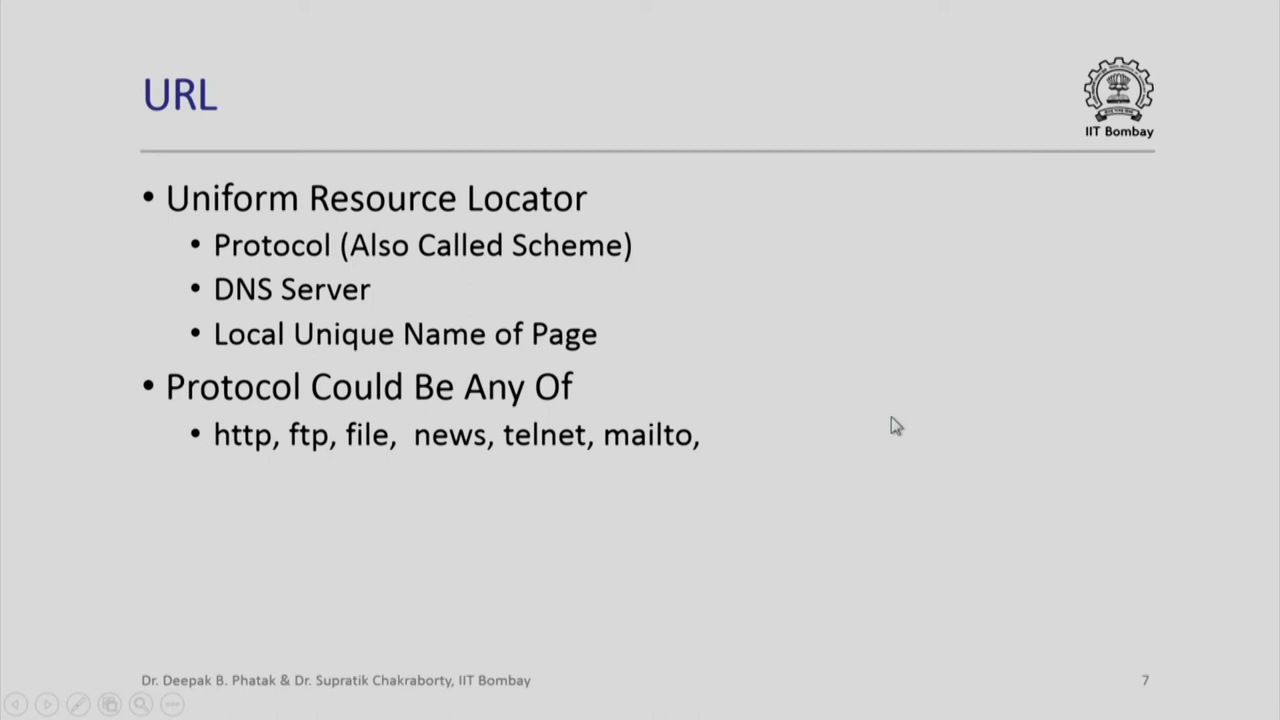 URL
IIT Bombay
• Uniform Resource Locator
• Protocol (Also Called Scheme)
• DNS Server
• Local Unique Name of Page
• Protocol Could Be Any Of
• http, ftp, file,  news, telnet, mailto,
Dr. Deepak B. Phatak & Dr. Supratik Chakraborty, IIT Bombay
7